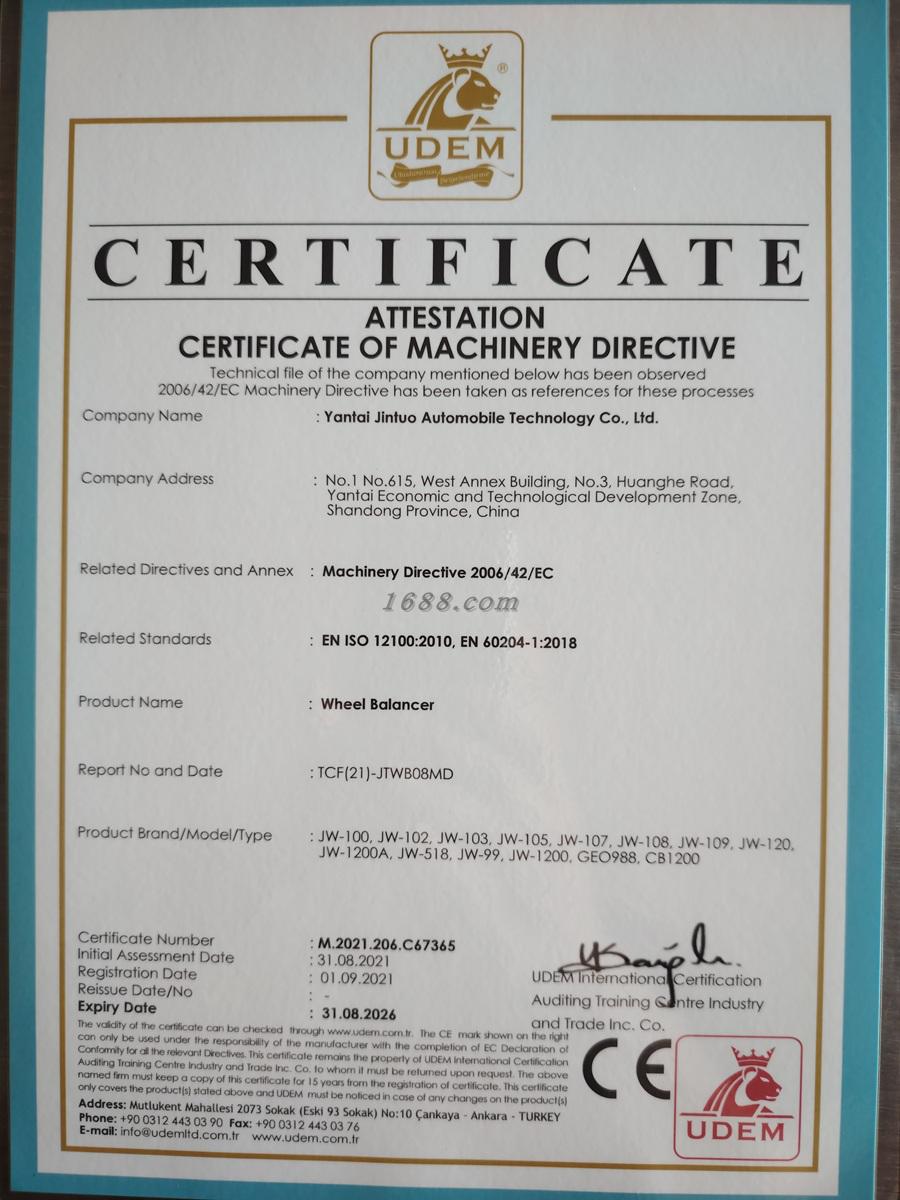 UDEM
®
Uluslararası Belgelendirme
CERTIFICATE
ATTESTATION
CERTIFICATE OF MACHINERY DIRECTIVE
Technical file of the company mentioned below has been observed
2006/42/EC Machinery Directive has been taken as references for these processes
Company Name : Yantai Jintuo Automobile Technology Co., Ltd.
Company Address : No.1 No.615, West Annex Building, No.3, Huanghe Road,
Yantai Economic and Technological Development Zone,
Shandong Province, China
Related Directives and Annex : Machinery Directive 2006/42/EC
1688.com
Related Standards : EN ISO 12100:2010, EN 60204-1:2018
Product Name : Wheel Balancer
Report No and Date : TCF(21)-JTWB08MD
Product Brand/Model/Type : JW-100, JW-102, JW-103, JW-105, JW-107, JW-108, JW-109, JW-120,
JW-1200A, JW-518, JW-99, JW-1200, GEO988, CB1200
Certificate Number : M.2021.206.C67365
Initial Assessment Date : 31.08.2021
Registration Date : 01.09.2021
Reissue Date/No : -
Expiry Date : 31.08.2026
UDEM International Certification
Auditing Training Centre Industry
and Trade Inc. Co.
The validity of the certificate can be checked through www.udem.com.tr. The CE mark shown on the right
can only be used under the responsibility of the manufacturer with the completion of EC Declaration of
Conformity for all the relevant Directives. This certificate remains the property of UDEM International Certification
Auditing Training Centre Industry and Trade Inc. Co. to whom it must be returned upon request. The above
named firm must keep a copy of this certificate for 15 years from the registration of certificate. This certificate
only covers the product(s) stated above and UDEM must be noticed in case of any changes on the product(s)
Address: Mutlukent Mahallesi 2073 Sokak (Eski 93 Sokak) No:10 Çankaya - Ankara - TURKEY
Phone: +90 0312 443 03 90 Fax: +90 0312 443 03 76
E-mail: info@udemltd.com.tr www.udem.com.tr
CE
UDEM